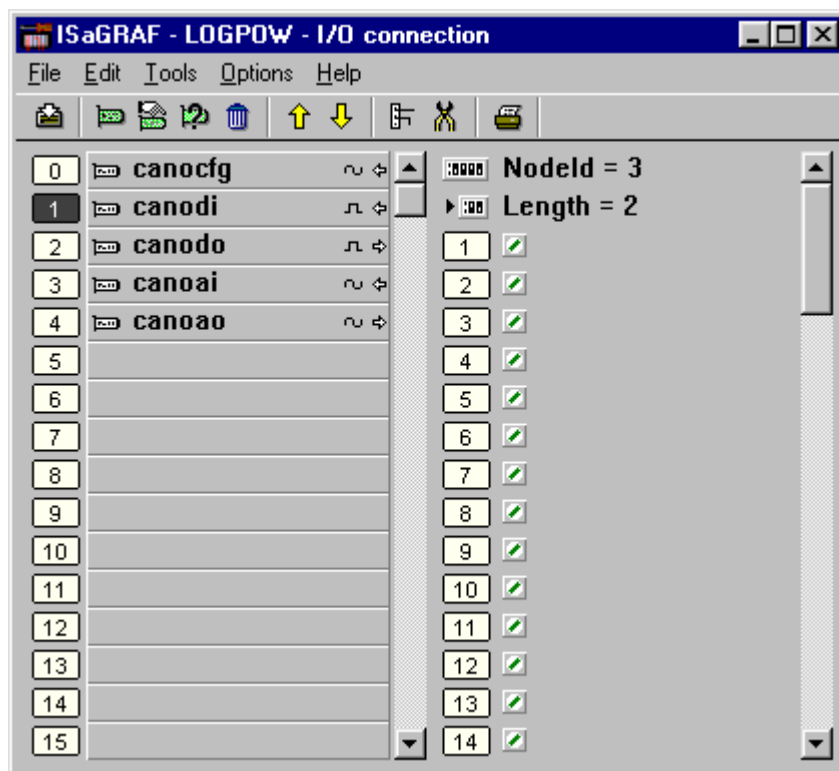 ISaGRAF - LOGPOW - I/O connection
File Edit Tools Options Help
0 canocfg
1 canodi
2 canodo
3 canoai
4 canoao
5
6
7
8
9
10
11
12
13
14
15
NodeId = 3
Length = 2
1
2
3
4
5
6
7
8
9
10
11
12
13
14